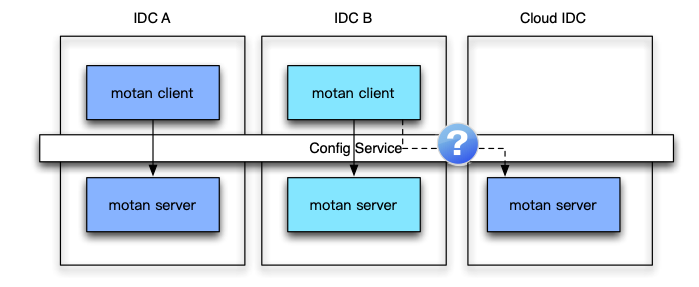 IDC A
IDC B
Cloud IDC
motan client
motan client
Config Service
?
motan server
motan server
motan server